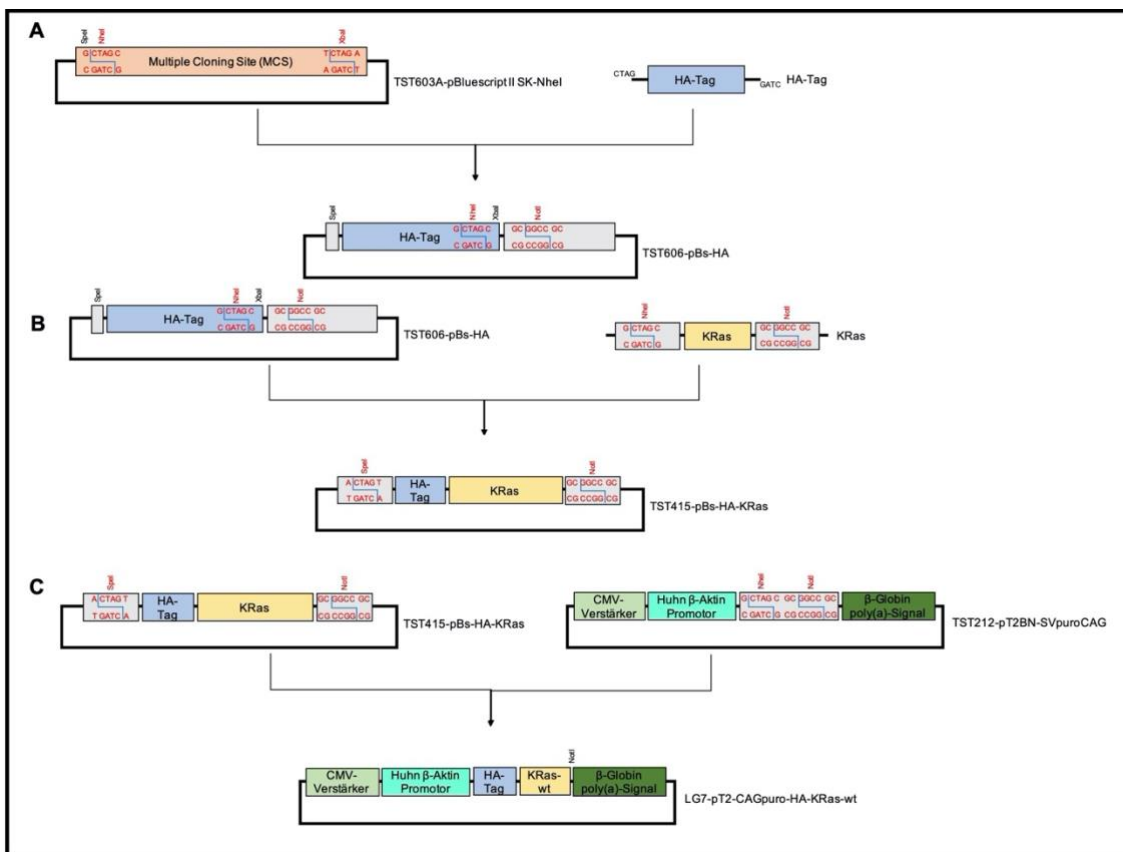 A
SpeI
NheI
XbaI
G CTAG C
C GATC G
Multiple Cloning Site (MCS)
T CTAG A
A GATC T
TST603A-pBluescript II SK-NheI
CTAG
HA-Tag
GATC
HA-Tag
SpeI
HA-Tag
NheI
G CTAG C
C GATC G
XbaI
NotI
GC GGCC GC
CG CCGG CG
TST606-pBs-HA
B
SpeI
HA-Tag
NheI
G CTAG C
C GATC G
XbaI
NotI
GC GGCC GC
CG CCGG CG
TST606-pBs-HA
NheI
G CTAG C
C GATC G
KRas
NotI
GC GGCC GC
CG CCGG CG
KRas
SpeI
A CTAG T
T GATC A
HA-
Tag
KRas
NotI
GC GGCC GC
CG CCGG CG
TST415-pBs-HA-KRas
C
SpeI
A CTAG T
T GATC A
HA-
Tag
KRas
NotI
GC GGCC GC
CG CCGG CG
TST415-pBs-HA-KRas
CMV-
Verstärker
Huhn β-Aktin
Promotor
NheI
NotI
G CTAG C GC GGCC GC
C GATC G CG CCGG CG
β-Globin
poly(a)-Signal
TST212-pT2BN-SVpuroCAG
CMV-
Verstärker
Huhn β-Aktin
Promotor
HA-
Tag
KRas-
wt
NotI
β-Globin
poly(a)-Signal
LG7-pT2-CAGpuro-HA-KRas-wt